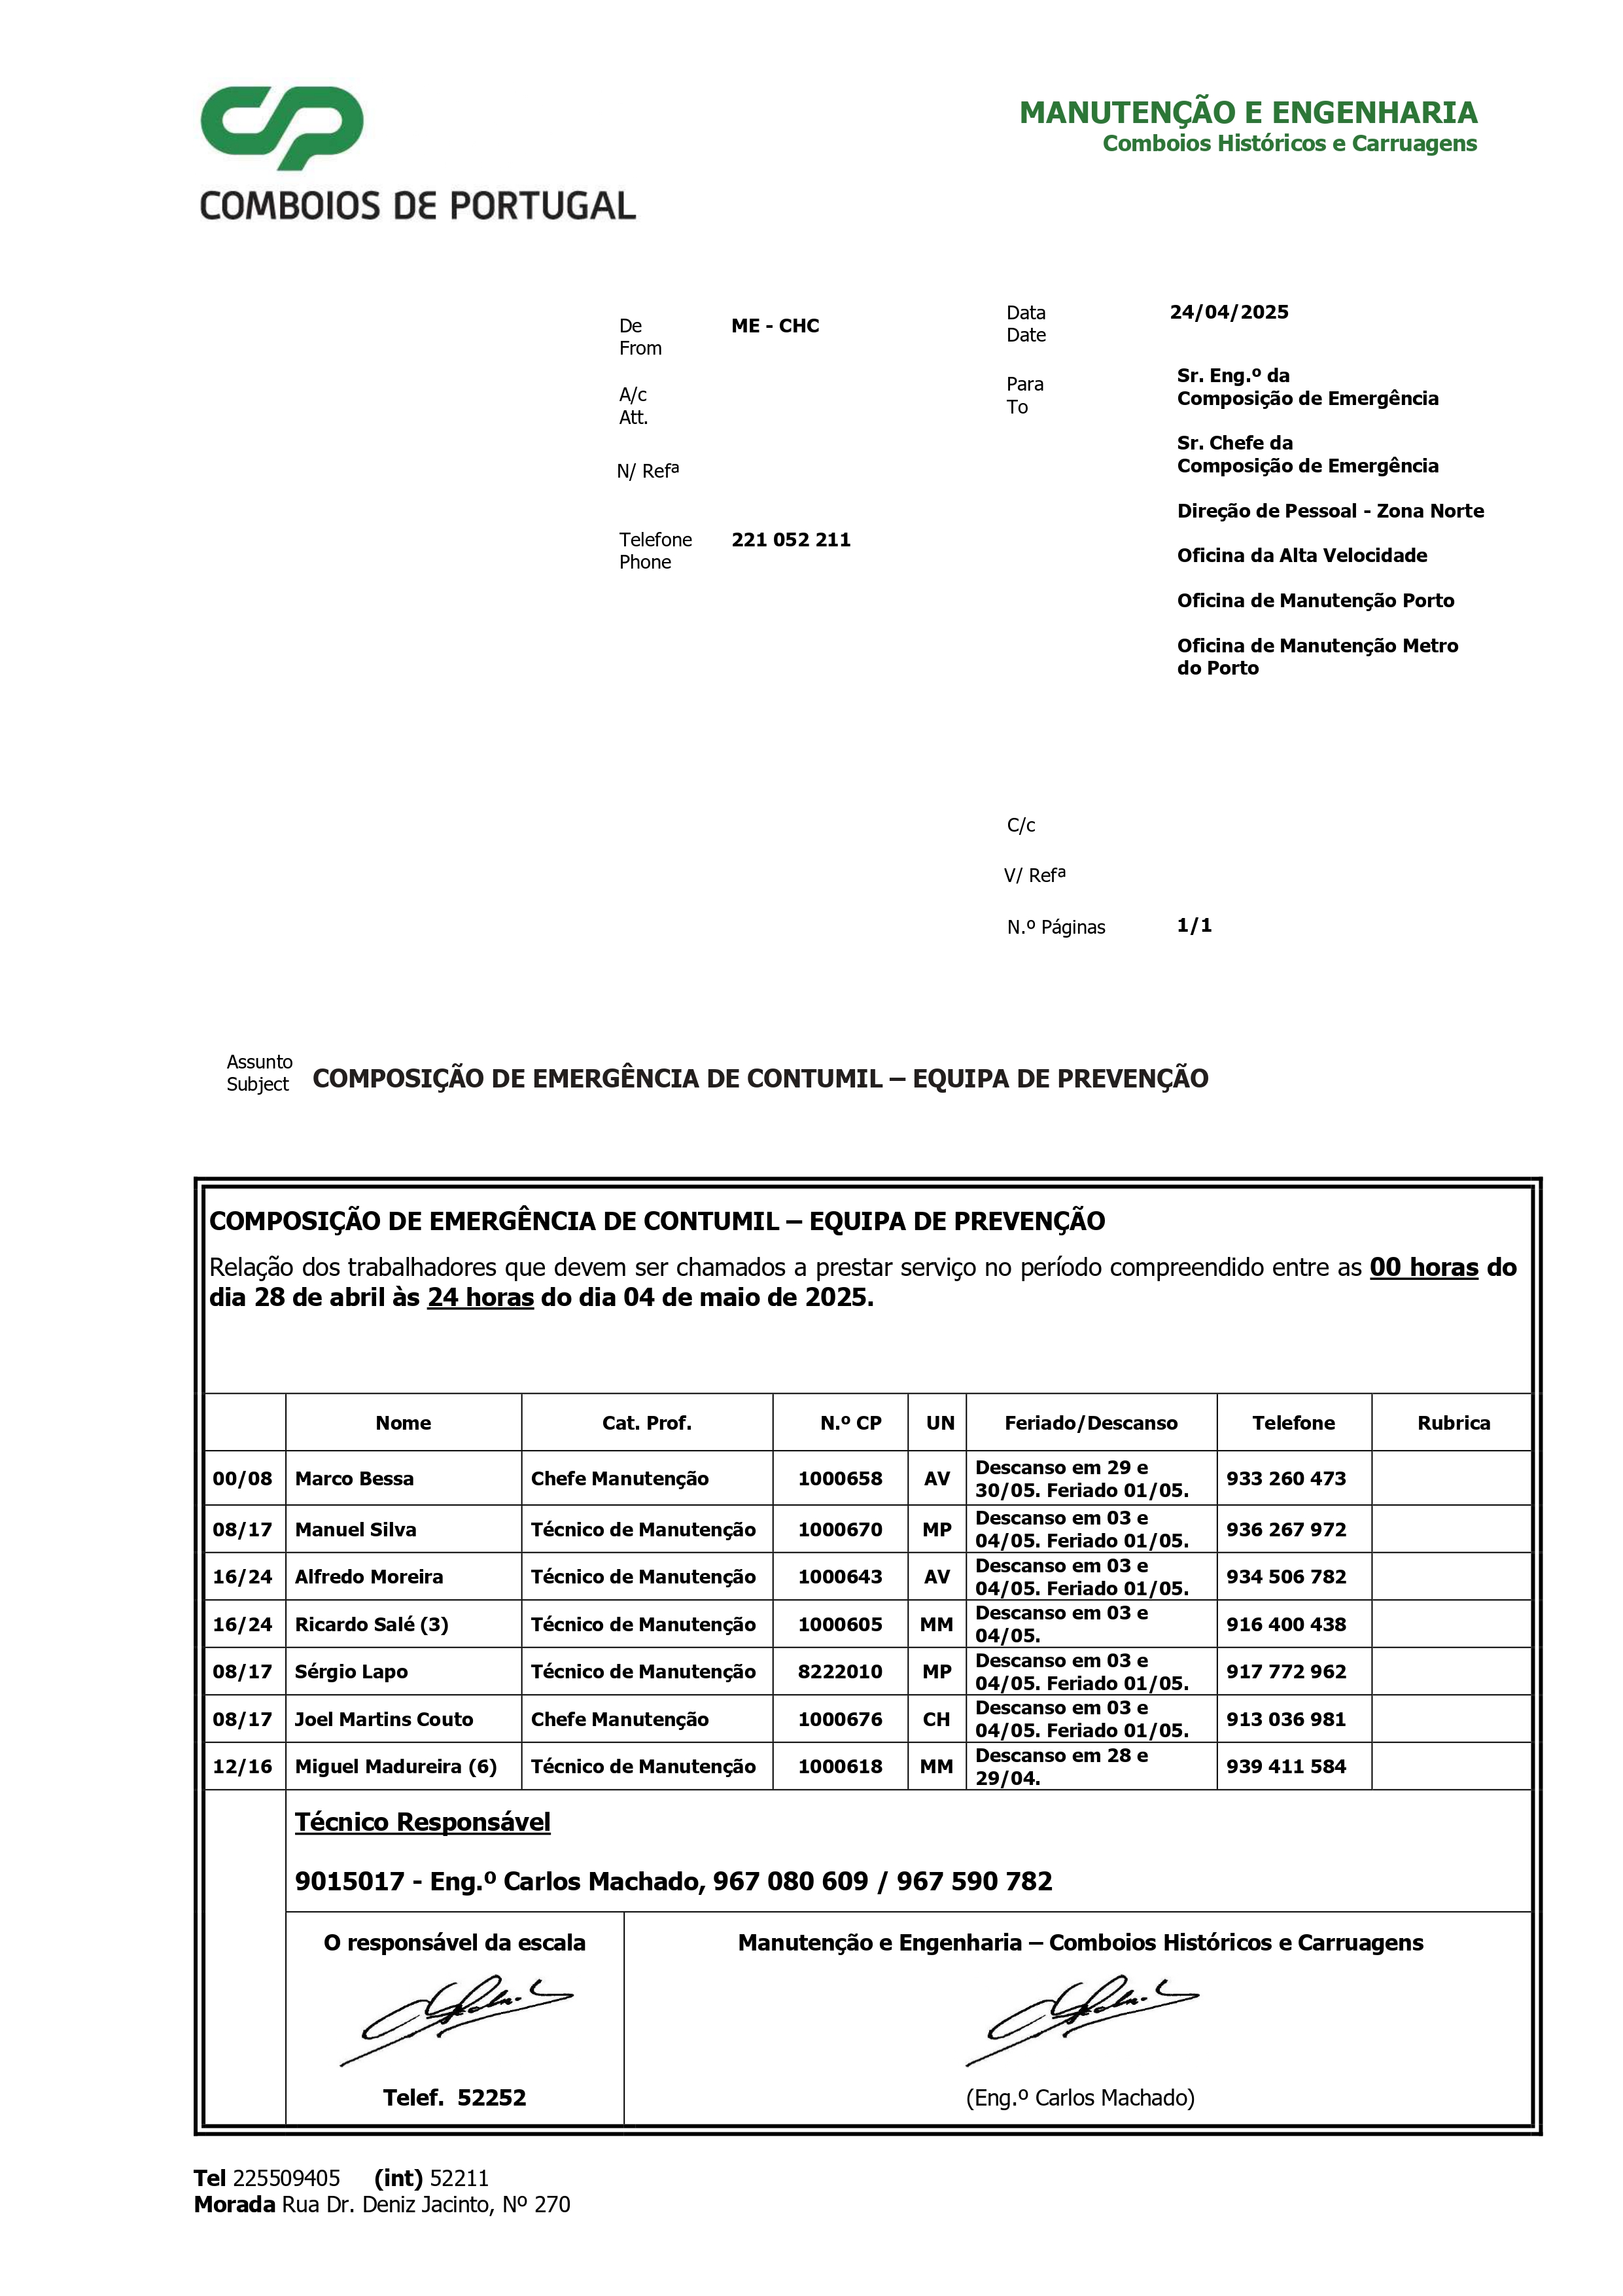 CP
COMBOIOS DE PORTUGAL
MANUTENÇÃO E ENGENHARIA
Comboios Históricos e Carruagens
De
From
ME - CHC
A/c
Att.
N/ Refª
Telefone
Phone
221 052 211
Data
Date
24/04/2025
Para
To
Sr. Eng.º da
Composição de Emergência
Sr. Chefe da
Composição de Emergência
Direção de Pessoal - Zona Norte
Oficina da Alta Velocidade
Oficina de Manutenção Porto
Oficina de Manutenção Metro
do Porto
C/c
V/ Refª
N.º Páginas 1/1
Assunto
Subject
COMPOSIÇÃO DE EMERGÊNCIA DE CONTUMIL – EQUIPA DE PREVENÇÃO
COMPOSIÇÃO DE EMERGÊNCIA DE CONTUMIL – EQUIPA DE PREVENÇÃO
Relação dos trabalhadores que devem ser chamados a prestar serviço no período compreendido entre as 00 horas do
dia 28 de abril às 24 horas do dia 04 de maio de 2025.
Nome Cat. Prof. N.º CP UN Feriado/Descanso Telefone Rubrica
00/08 Marco Bessa Chefe Manutenção 1000658 AV Descanso em 29 e
30/05. Feriado 01/05. 933 260 473
08/17 Manuel Silva Técnico de Manutenção 1000670 MP Descanso em 03 e
04/05. Feriado 01/05. 936 267 972
16/24 Alfredo Moreira Técnico de Manutenção 1000643 AV Descanso em 03 e
04/05. Feriado 01/05. 934 506 782
16/24 Ricardo Salé (3) Técnico de Manutenção 1000605 MM Descanso em 03 e
04/05. 916 400 438
08/17 Sérgio Lapo Técnico de Manutenção 8222010 MP Descanso em 03 e
04/05. Feriado 01/05. 917 772 962
08/17 Joel Martins Couto Chefe Manutenção 1000676 CH Descanso em 03 e
04/05. Feriado 01/05. 913 036 981
12/16 Miguel Madureira (6) Técnico de Manutenção 1000618 MM Descanso em 28 e
29/04. 939 411 584
Técnico Responsável
9015017 - Eng.º Carlos Machado, 967 080 609 / 967 590 782
O responsável da escala
Telef. 52252
Manutenção e Engenharia – Comboios Históricos e Carruagens
(Eng.º Carlos Machado)
Tel 225509405 (int) 52211
Morada Rua Dr. Deniz Jacinto, Nº 270